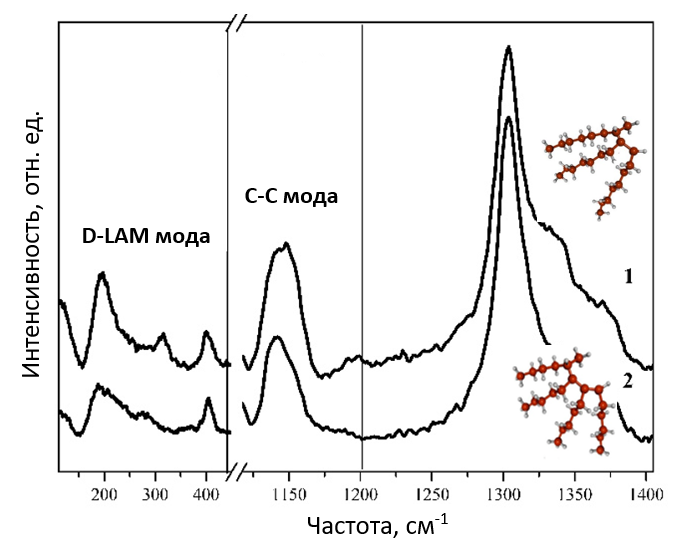 Интенсивность, отн. ед.
D-LAM мода
C-C мода
1
2
200 300 400 1150 1200 1250 1300 1350 1400
Частота, см-1